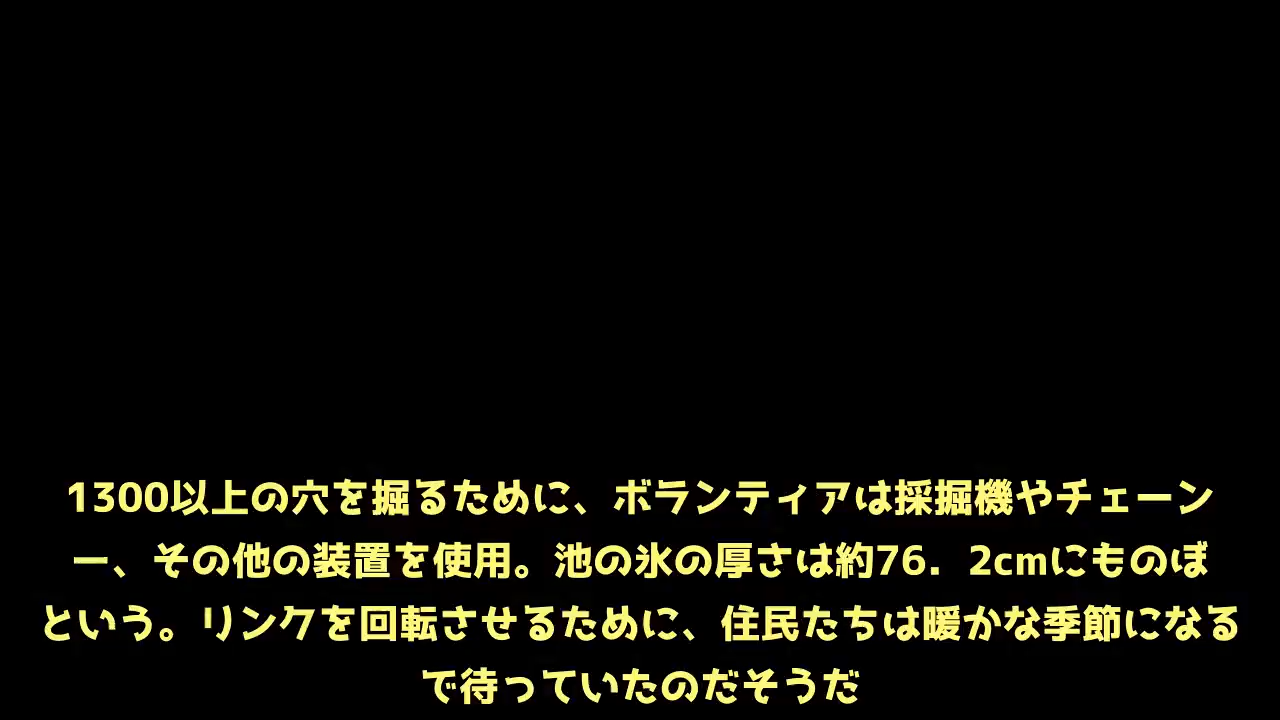 1300以上の穴を掘るために、ボランティアは採掘機やチェーン
ー、その他の装置を使用。池の氷の厚さは約76．2cmにものぼ
という。リンクを回転させるために、住民たちは暖かな季節になる
で待っていたのだそうだ